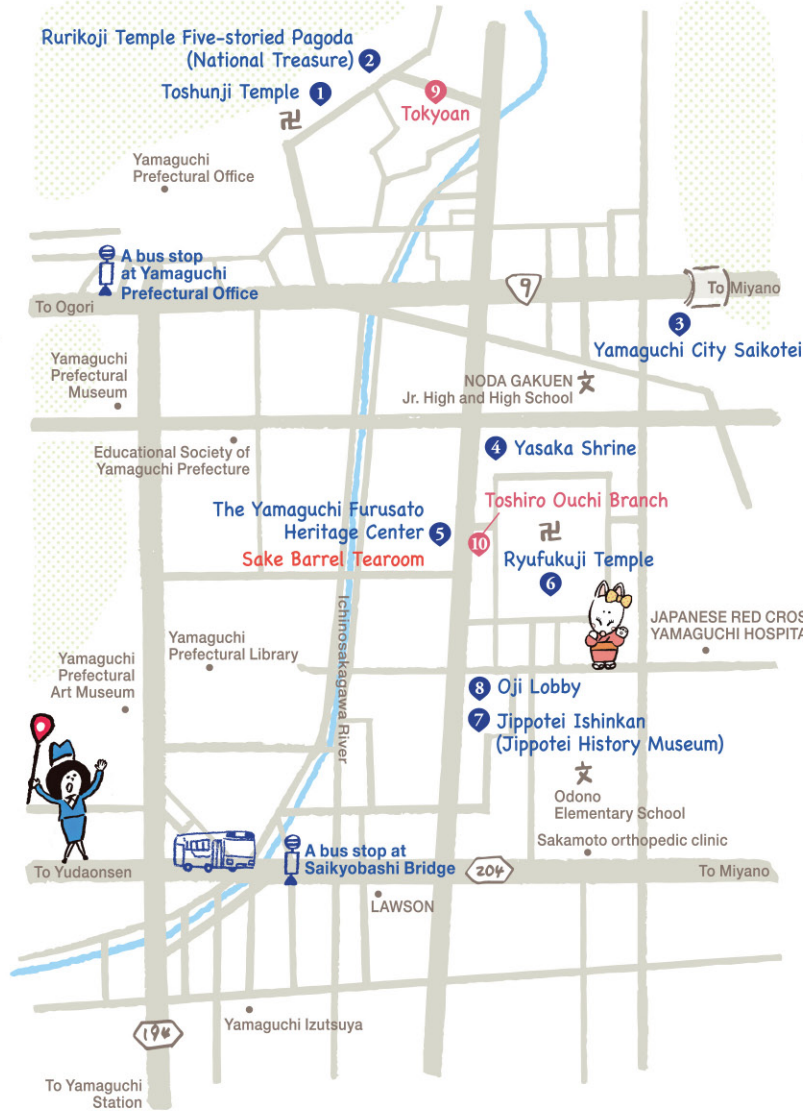 Rurikoji Temple Five-storied Pagoda
(National Treasure) 2
Toshunji Temple 1
卍
9
Tokyoan
Yamaguchi
Prefectural Office
A bus stop
at Yamaguchi
Prefectural Office
To Ogori
9
To Miyano
3
Yamaguchi City Saikotei
Yamaguchi
Prefectural
Museum
NODA GAKUEN
Jr. High and High School
文
Educational Society of
Yamaguchi Prefecture
4 Yasaka Shrine
The Yamaguchi Furusato
Heritage Center 5
Sake Barrel Tearoom
Toshiro Ouchi Branch
10
卍
Ryufukuji Temple
6
Ichinosakagawa River
JAPANESE RED CROS
YAMAGUCHI HOSPITA
Yamaguchi
Prefectural Library
Yamaguchi
Prefectural
Art Museum
8 Oji Lobby
7 Jippotei Ishinkan
(Jippotei History Museum)
文
Odono
Elementary School
Sakamoto orthopedic clinic
A bus stop at
Saikyobashi Bridge
To Yudaonsen
204
To Miyano
LAWSON
Yamaguchi Izutsuya
194
To Yamaguchi
Station